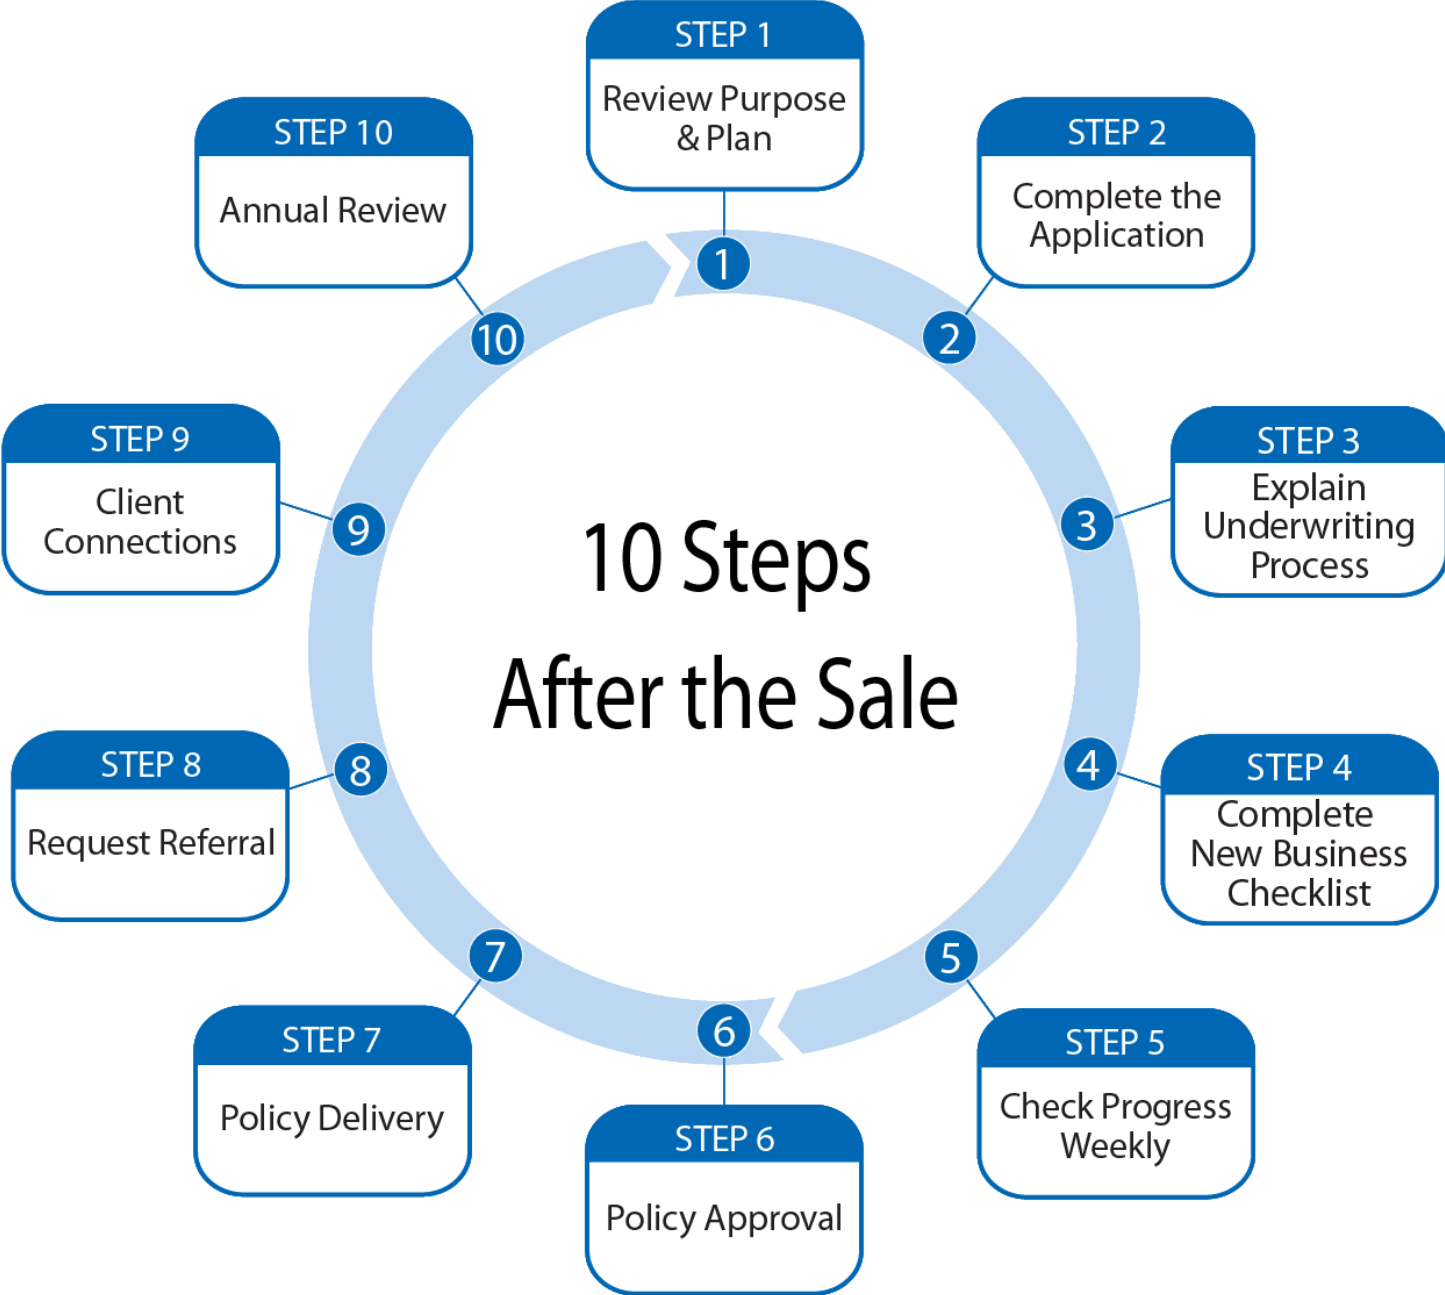 STEP 1
Review Purpose
& Plan
1
STEP 2
Complete the
Application
2
STEP 3
Explain
Underwriting
Process
3
STEP 4
Complete
New Business
Checklist
4
STEP 5
Check Progress
Weekly
5
STEP 6
Policy Approval
6
STEP 7
Policy Delivery
7
STEP 8
Request Referral
8
STEP 9
Client
Connections
9
STEP 10
Annual Review
10
10 Steps
After the Sale